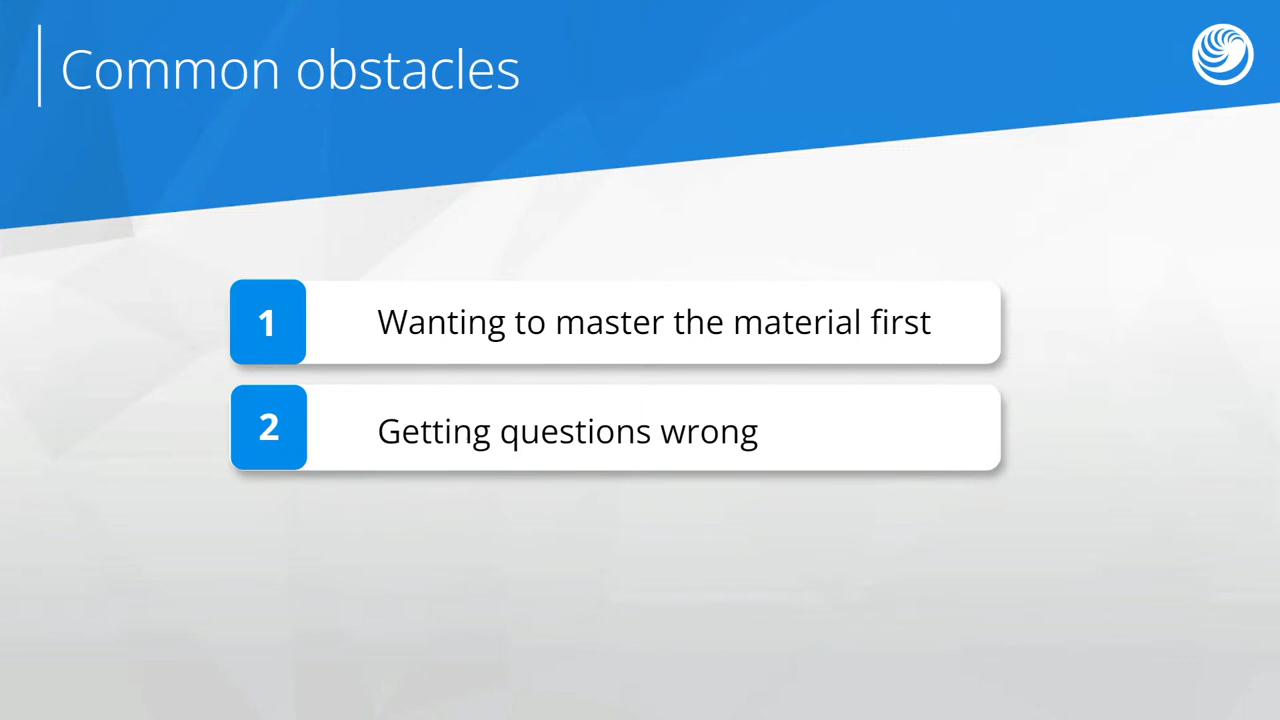 Common obstacles
1 Wanting to master the material first
2 Getting questions wrong